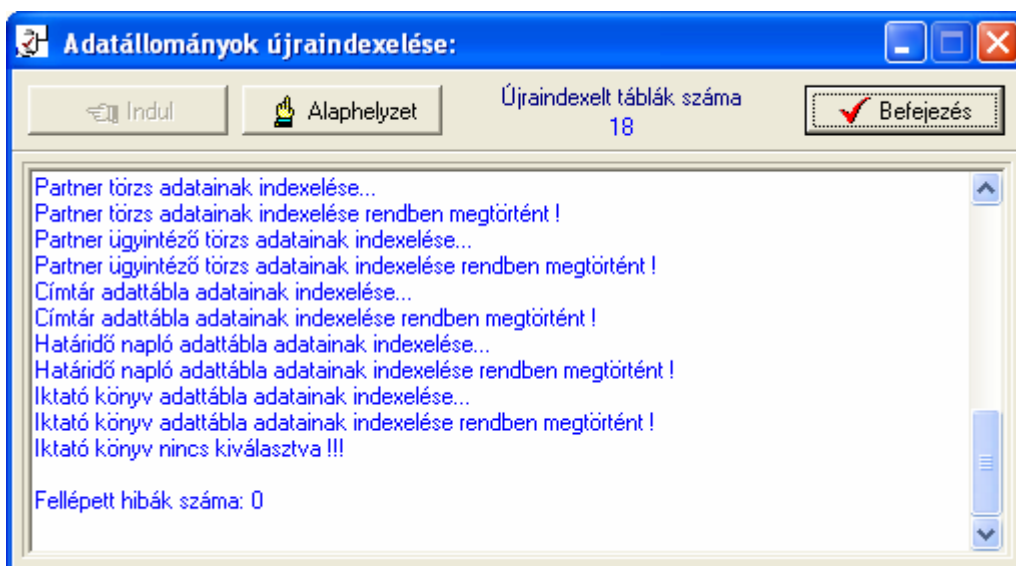 Adatállományok újraindexelése:
Indul
Alaphelyzet
Újraindexelt táblák száma
18
Befejezés
Partner törzs adatainak indexelése...
Partner törzs adatainak indexelése rendben megtörtént !
Partner ügyintéző törzs adatainak indexelése...
Partner ügyintéző törzs adatainak indexelése rendben megtörtént !
Címtár adattábla adatainak indexelése...
Címtár adattábla adatainak indexelése rendben megtörtént !
Határidő napló adattábla adatainak indexelése...
Határidő napló adattábla adatainak indexelése rendben megtörtént !
Iktató könyv adattábla adatainak indexelése...
Iktató könyv adattábla adatainak indexelése rendben megtörtént !
Iktató könyv nincs kiválasztva !!!
Fellépett hibák száma: 0